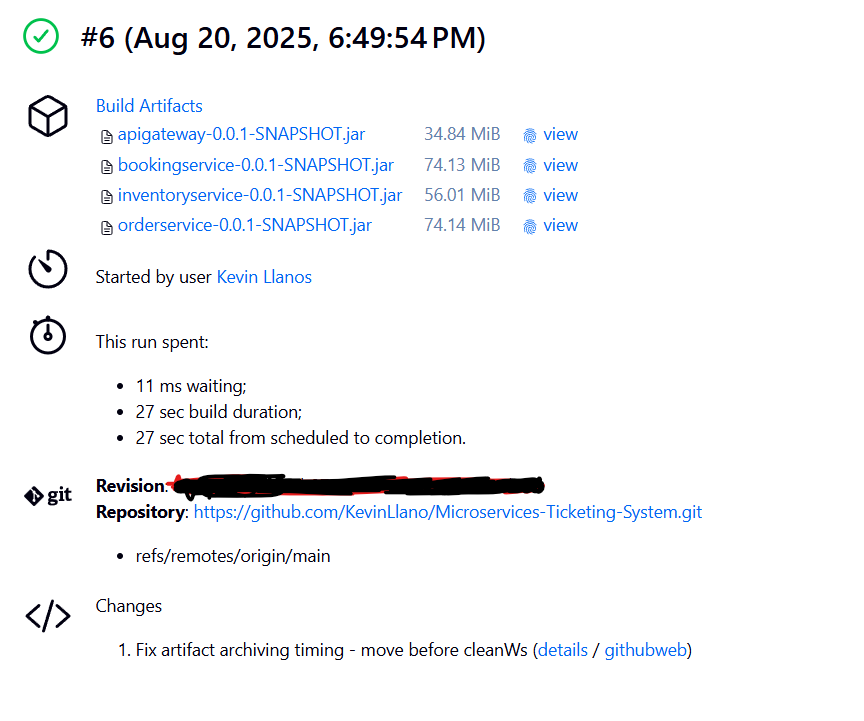 #6 (Aug 20, 2025, 6:49:54 PM)
Build Artifacts
apigateway-0.0.1-SNAPSHOT.jar 34.84 MiB view
bookingservice-0.0.1-SNAPSHOT.jar 74.13 MiB view
inventoryservice-0.0.1-SNAPSHOT.jar 56.01 MiB view
orderservice-0.0.1-SNAPSHOT.jar 74.14 MiB view
Started by user Kevin Llanos
This run spent:
• 11 ms waiting;
• 27 sec build duration;
• 27 sec total from scheduled to completion.
git
Revision:
Repository: https://github.com/KevinLlano/Microservices-Ticketing-System.git
• refs/remotes/origin/main
Changes
1. Fix artifact archiving timing - move before cleanWs (details / githubweb)